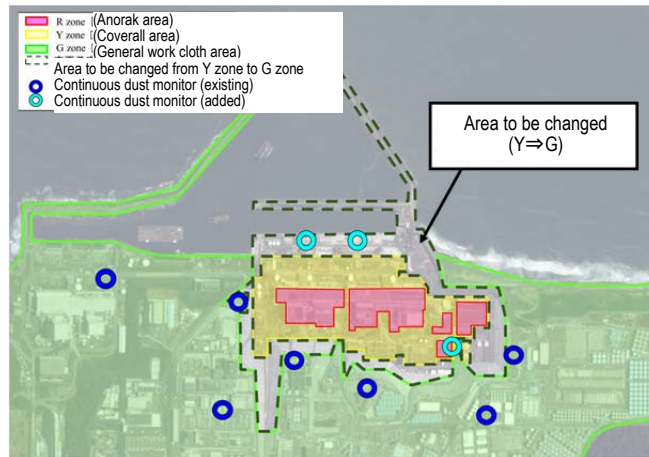 R zone (Anorak area)
Y zone (Coverall area)
G zone (General work cloth area)
Area to be changed from Y zone to G zone
Continuous dust monitor (existing)
Continuous dust monitor (added)
Area to be changed
(Y⇒G)